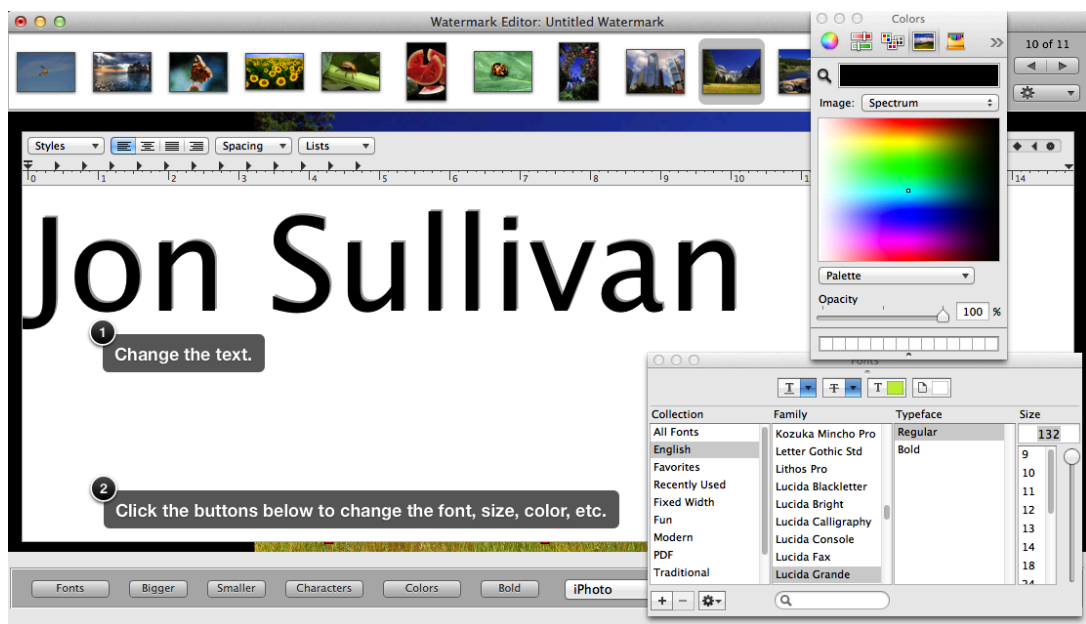 Watermark Editor: Untitled Watermark
Colors
10 of 11
Image: Spectrum
Styles
Spacing
Lists
0 1 2 3 4 5 6 7 8 9 10 14
Jon Sullivan
Palette
Opacity
100 %
1
Change the text.
Fonts
T T T
Collection Family Typeface Size
All Fonts
English
Favorites
Recently Used
Fixed Width
Fun
Modern
PDF
Traditional
Kozuka Mincho Pro
Letter Gothic Std
Lithos Pro
Lucida Blackletter
Lucida Bright
Lucida Calligraphy
Lucida Console
Lucida Fax
Lucida Grande
Regular
Bold
132
9
10
11
12
13
14
18
24
2
Click the buttons below to change the font, size, color, etc.
Fonts Bigger Smaller Characters Colors Bold iPhoto